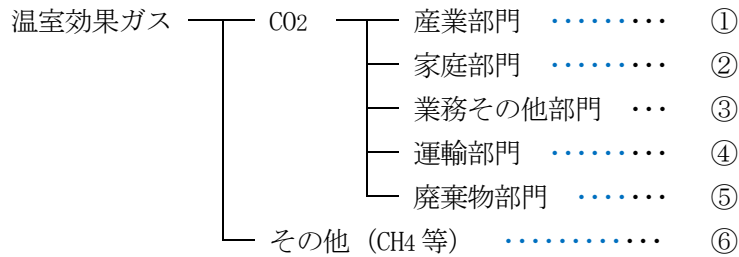 温室効果ガス CO2 産業部門 ・・・・・・・・・ ①
家庭部門 ・・・・・・・・・ ②
業務その他部門 ・・・ ③
運輸部門 ・・・・・・・・・ ④
廃棄物部門 ・・・・・・・ ⑤
その他（CH4 等） ・・・・・・・・・・・・ ⑥